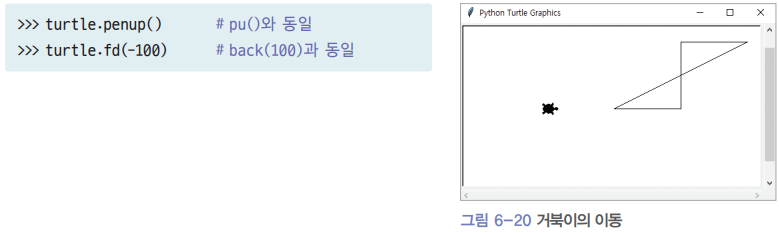 >>> turtle.penup() # pu()와 동일
>>> turtle.fd(-100) # back(100)과 동일
Python Turtle Graphics
그림 6-20 거북이의 이동